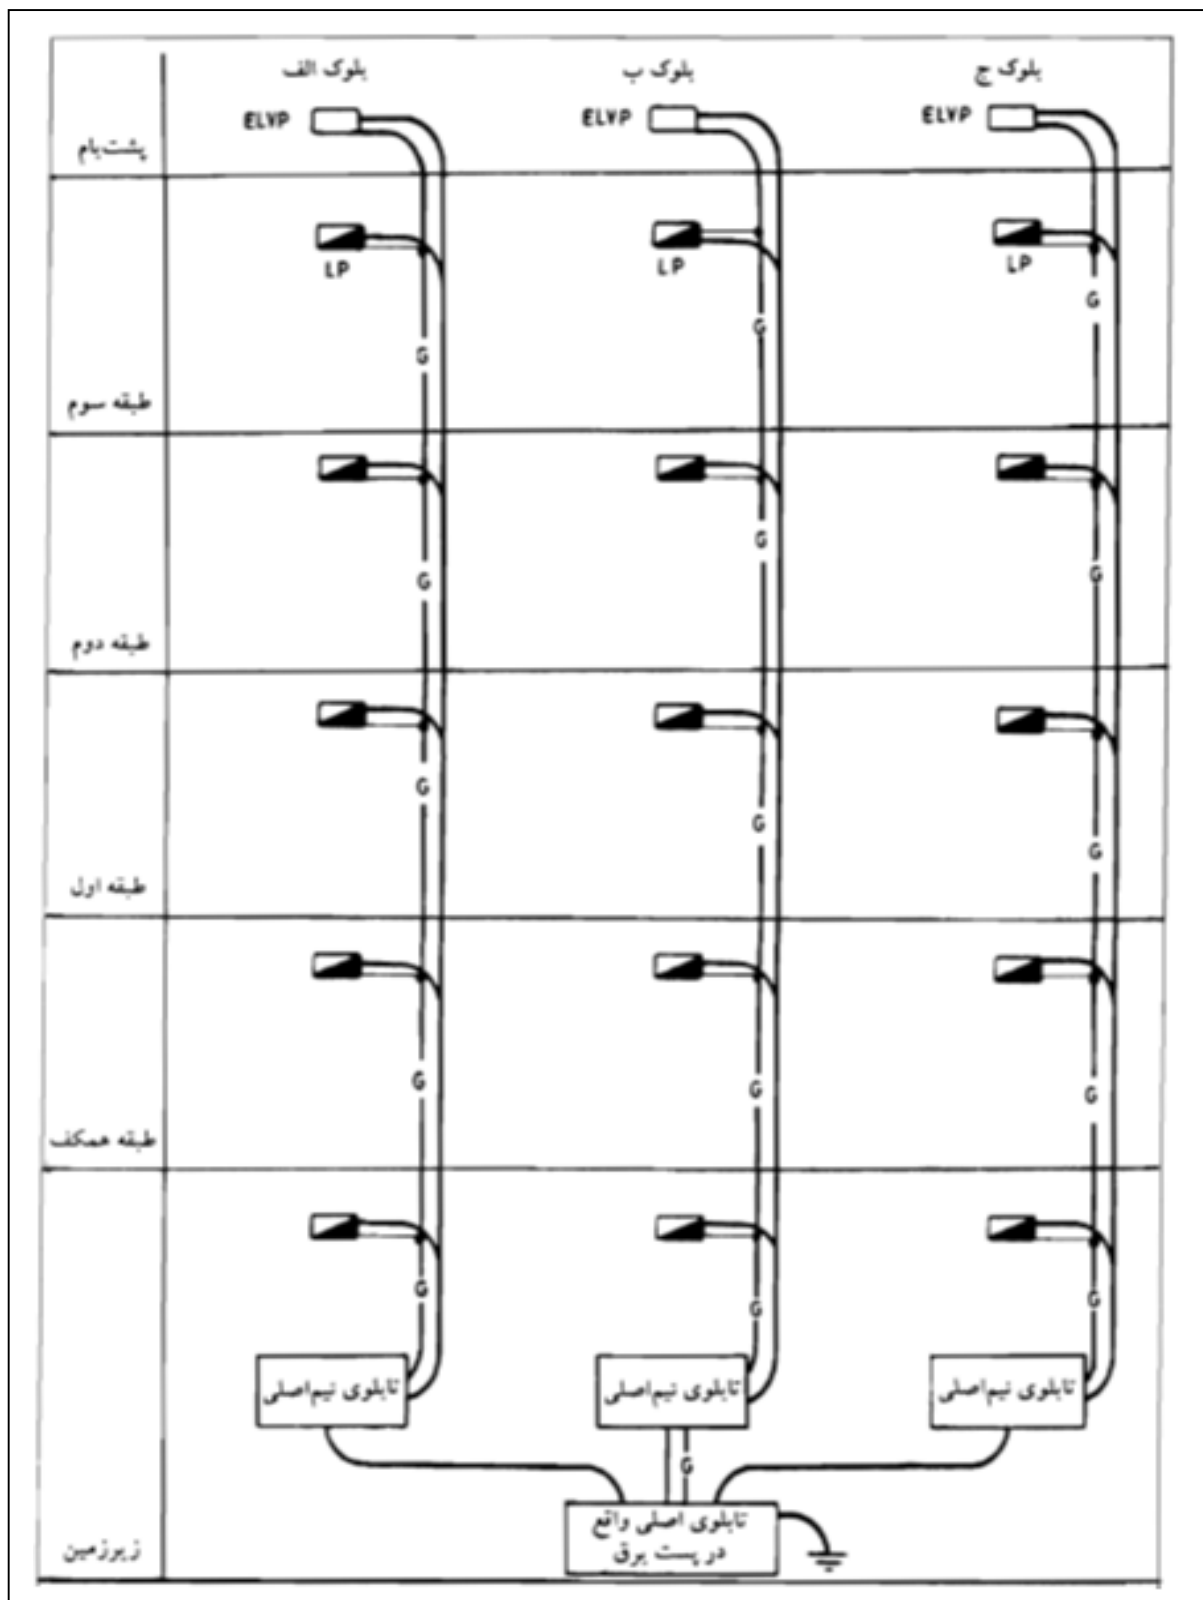 بلوک الف
بلوک ب
بلوک ج
ELVP
ELVP
ELVP
پشت‌بام
LP
LP
LP
G
G
G
طبقه سوم
G
G
G
طبقه دوم
G
G
G
طبقه اول
G
G
G
طبقه همکف
G
G
G
تابلوی نیم‌اصلی
تابلوی نیم‌اصلی
تابلوی نیم‌اصلی
G
تابلوی اصلی واقع
در پست برق
زیرزمین